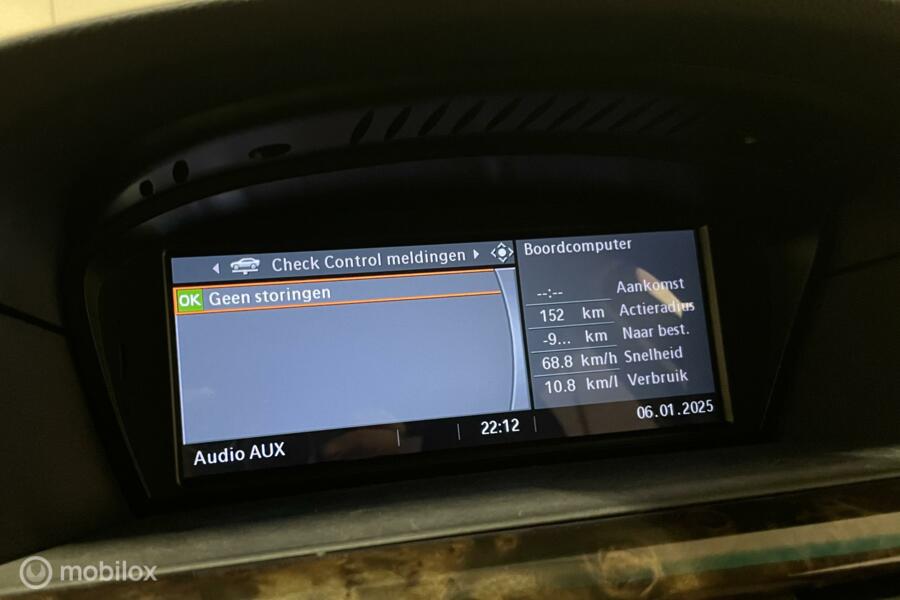 Check Control meldingen
OK Geen storingen
Boordcomputer
--:-- Aankomst
152 km Actieradius
-9... km Naar best.
68.8 km/h Snelheid
10.8 km/l Verbruik
Audio AUX
22:12
06.01.2025
mobilox